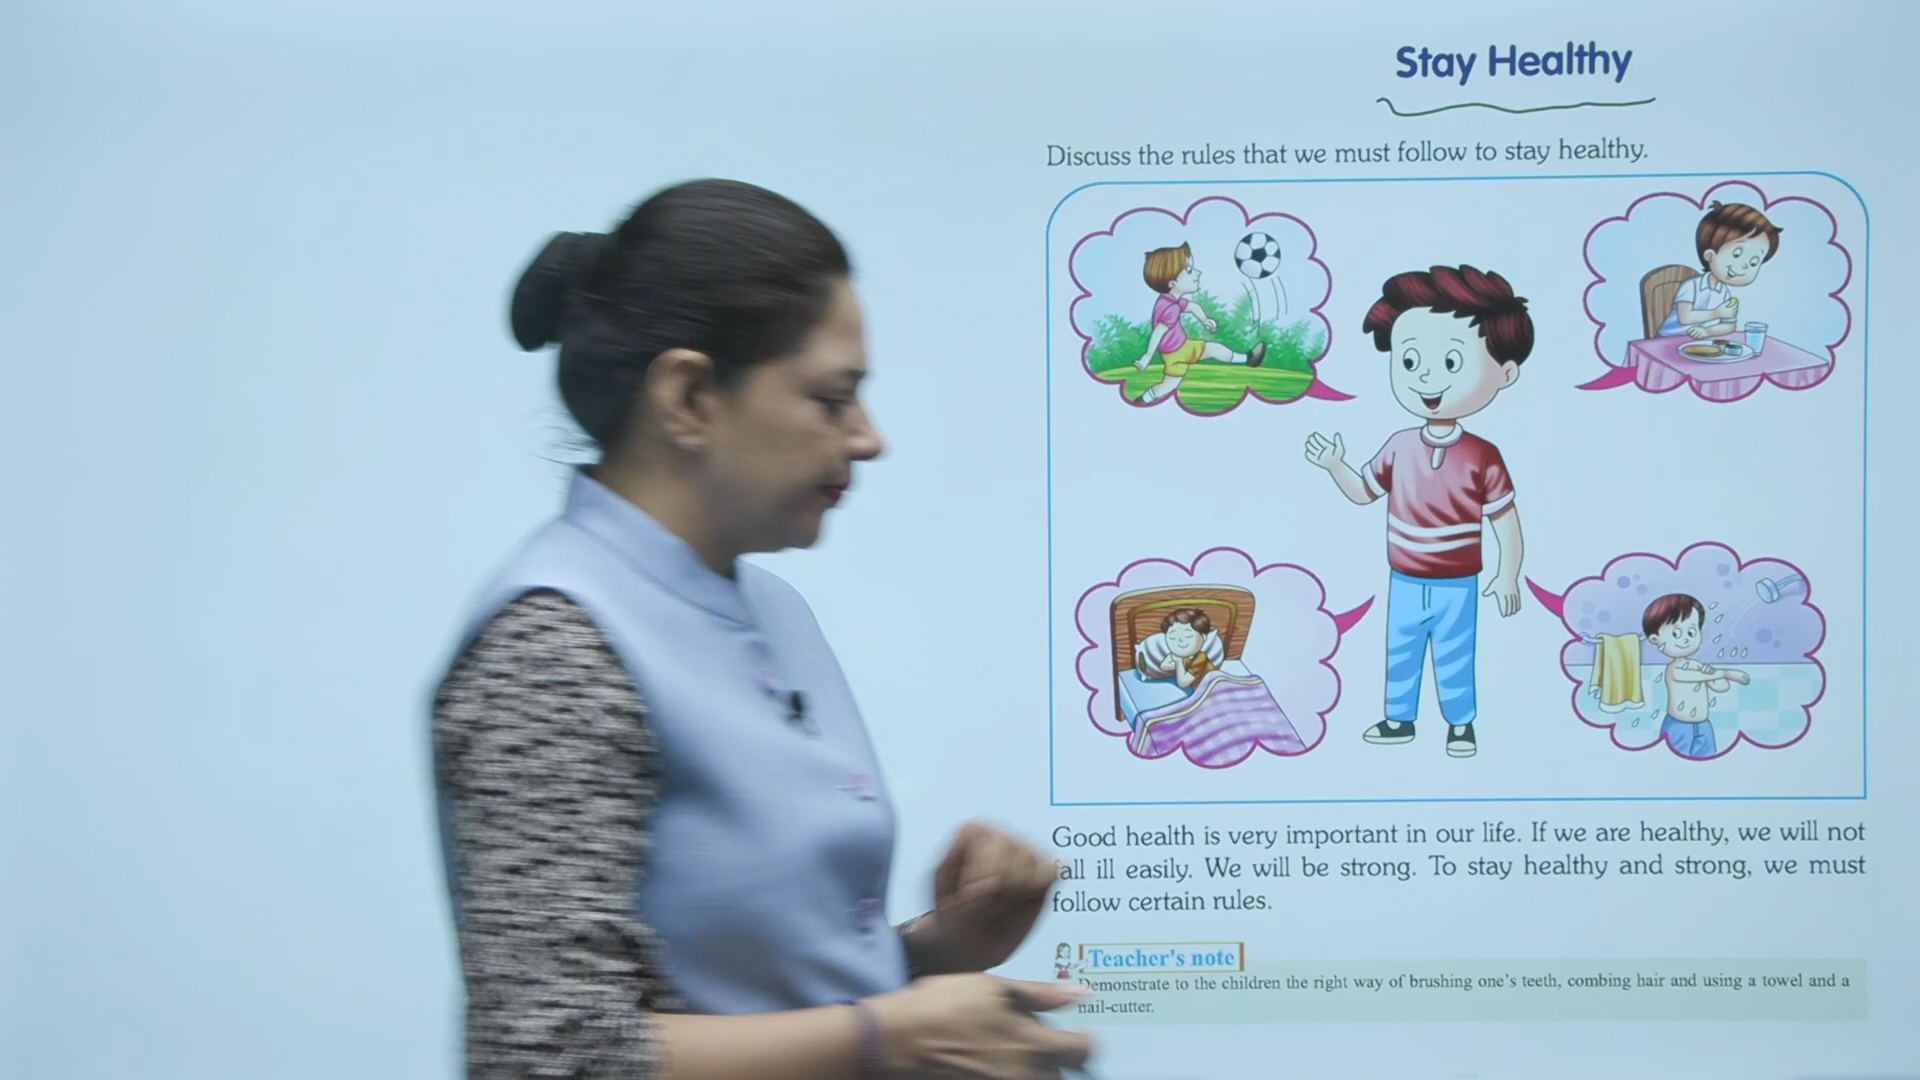 Stay Healthy
Discuss the rules that we must follow to stay healthy.
Good health is very important in our life. If we are healthy, we will not
fall ill easily. We will be strong. To stay healthy and strong, we must
follow certain rules.
Teacher's note
Demonstrate to the children the right way of brushing one's teeth, combing hair and using a towel and a
nail-cutter.